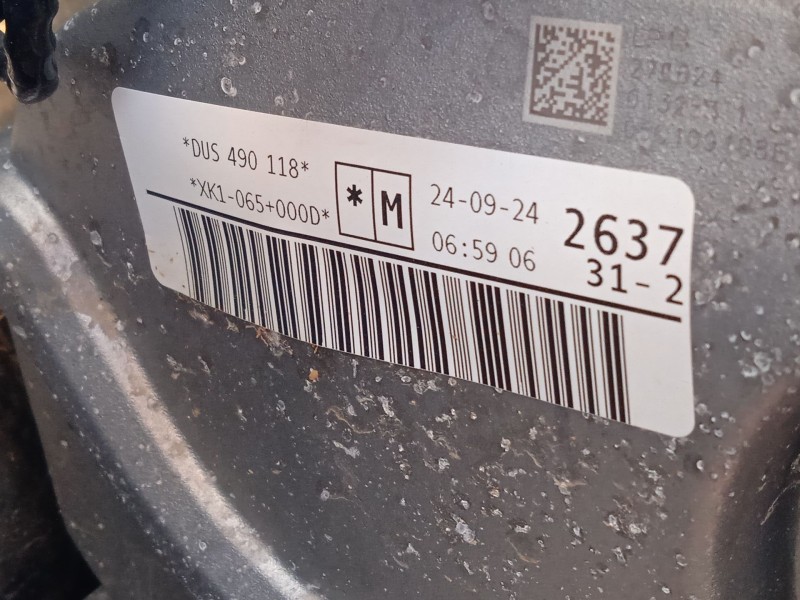 *DUS 490 118*
*XK1-065+000D*
* M
24-09-24
06:59 06
2637
31-2